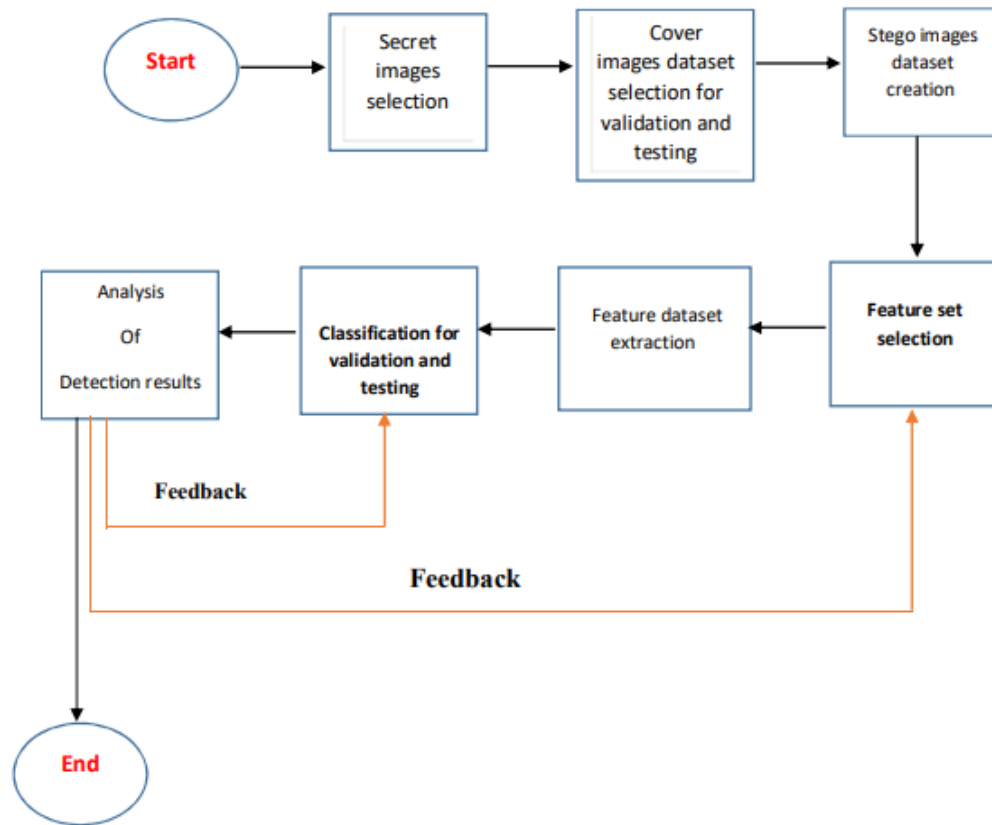 Start
Secret
images
selection
Cover
images dataset
selection for
validation and
testing
Stego images
dataset
creation
Analysis
Of
Detection results
Classification for
validation and
testing
Feature dataset
extraction
Feature set
selection
Feedback
Feedback
End